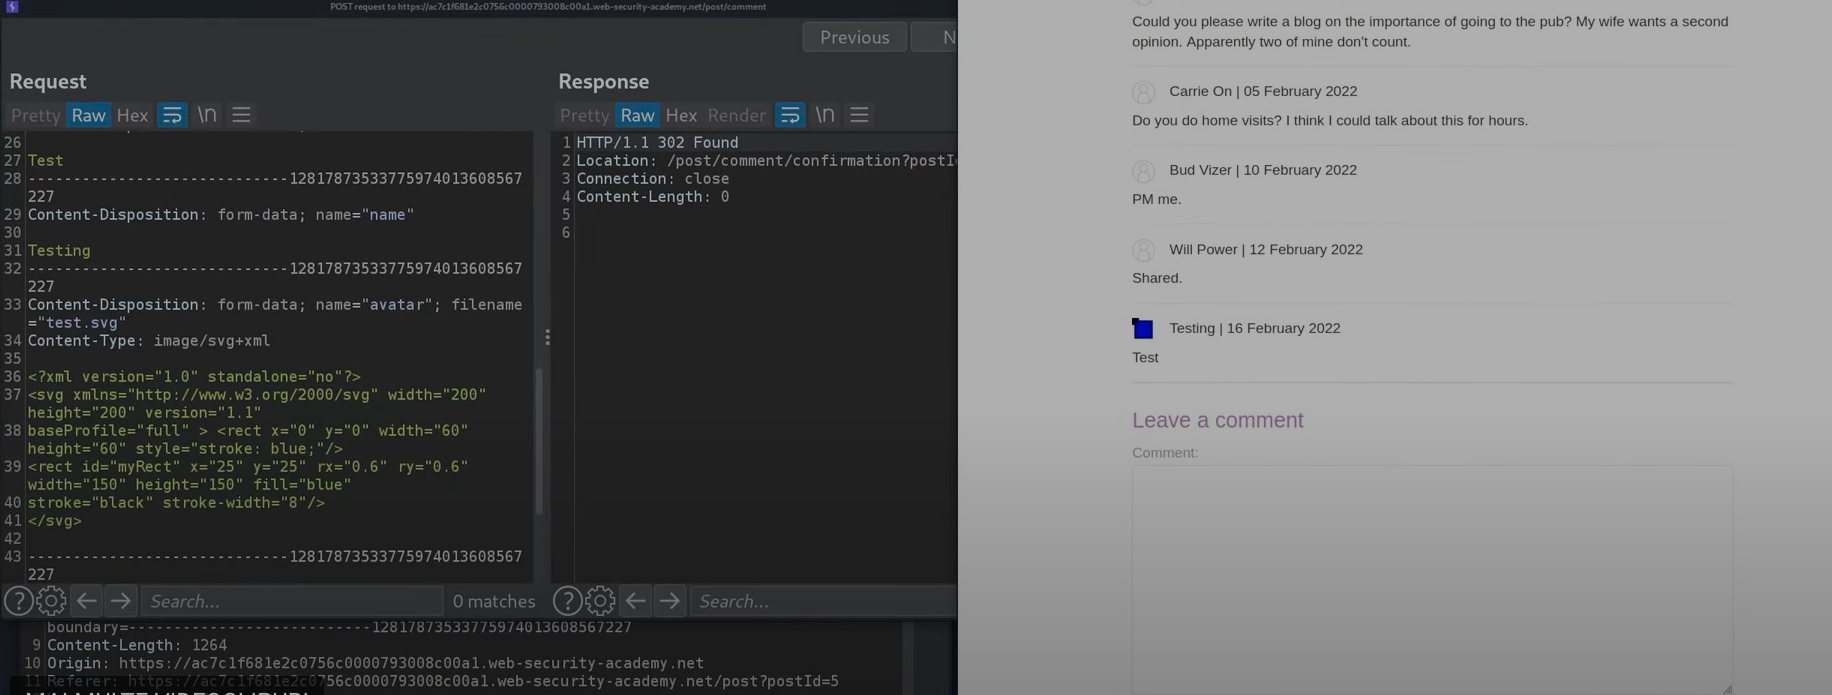 POST request to https://ac7c1f681e2c0756c0000793008c00a1.web-security-academy.net/post/comment
Previous
N
Request
Pretty Raw Hex \n
26
27 Test
28 -----------------------------12817873533775974013608567
227
29 Content-Disposition: form-data; name="name"
30
31 Testing
32 -----------------------------12817873533775974013608567
227
33 Content-Disposition: form-data; name="avatar"; filename
="test.svg"
34 Content-Type: image/svg+xml
35
36 <?xml version="1.0" standalone="no"?>
37 <svg xmlns="http://www.w3.org/2000/svg" width="200"
height="200" version="1.1"
38 baseProfile="full" > <rect x="0" y="0" width="60"
height="60" style="stroke: blue;"/>
39 <rect id="myRect" x="25" y="25" rx="0.6" ry="0.6"
width="150" height="150" fill="blue"
40 stroke="black" stroke-width="8"/>
41 </svg>
42
43 -----------------------------12817873533775974013608567
227
Search...
0 matches
Response
Pretty Raw Hex Render \n
1 HTTP/1.1 302 Found
2 Location: /post/comment/confirmation?postI
3 Connection: close
4 Content-Length: 0
5
6
Search...
boundary=---------------------------12817873533775974013608567227
9 Content-Length: 1264
10 Origin: https://ac7c1f681e2c0756c0000793008c00a1.web-security-academy.net
11 Referer: https://ac7c1f681e2c0756c0000793008c00a1.web-security-academy.net/post?postId=5
Could you please write a blog on the importance of going to the pub? My wife wants a second
opinion. Apparently two of mine don't count.
Carrie On | 05 February 2022
Do you do home visits? I think I could talk about this for hours.
Bud Vizer | 10 February 2022
PM me.
Will Power | 12 February 2022
Shared.
Testing | 16 February 2022
Test
Leave a comment
Comment: